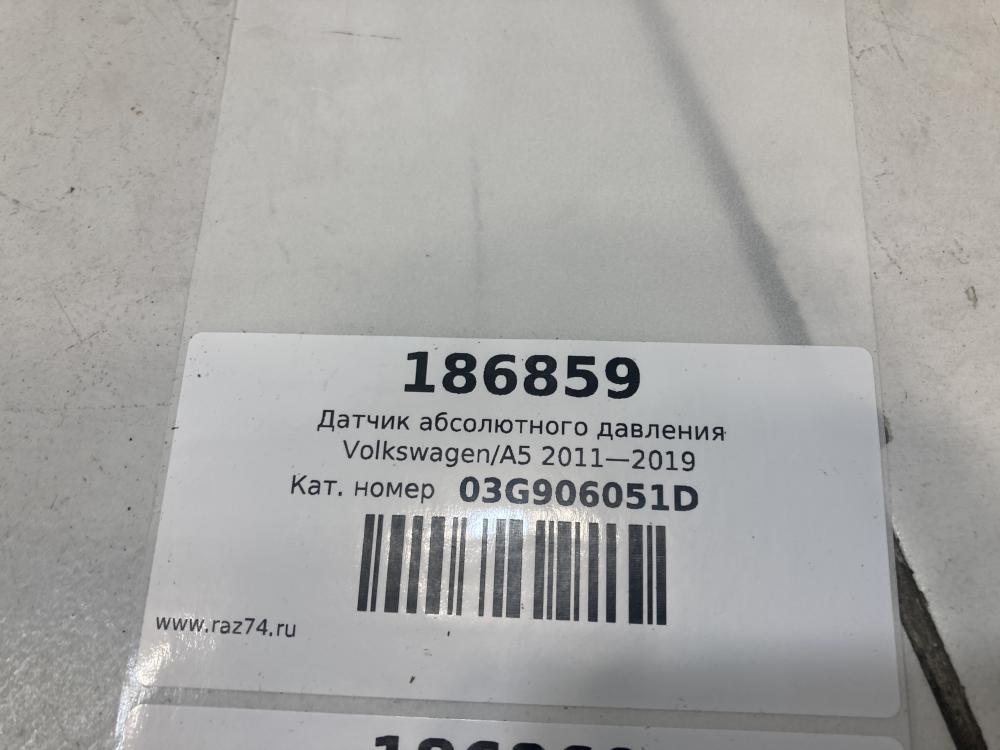 186859
Датчик абсолютного давления
Volkswagen/A5 2011—2019
Кат. номер 03G906051D
www.raz74.ru